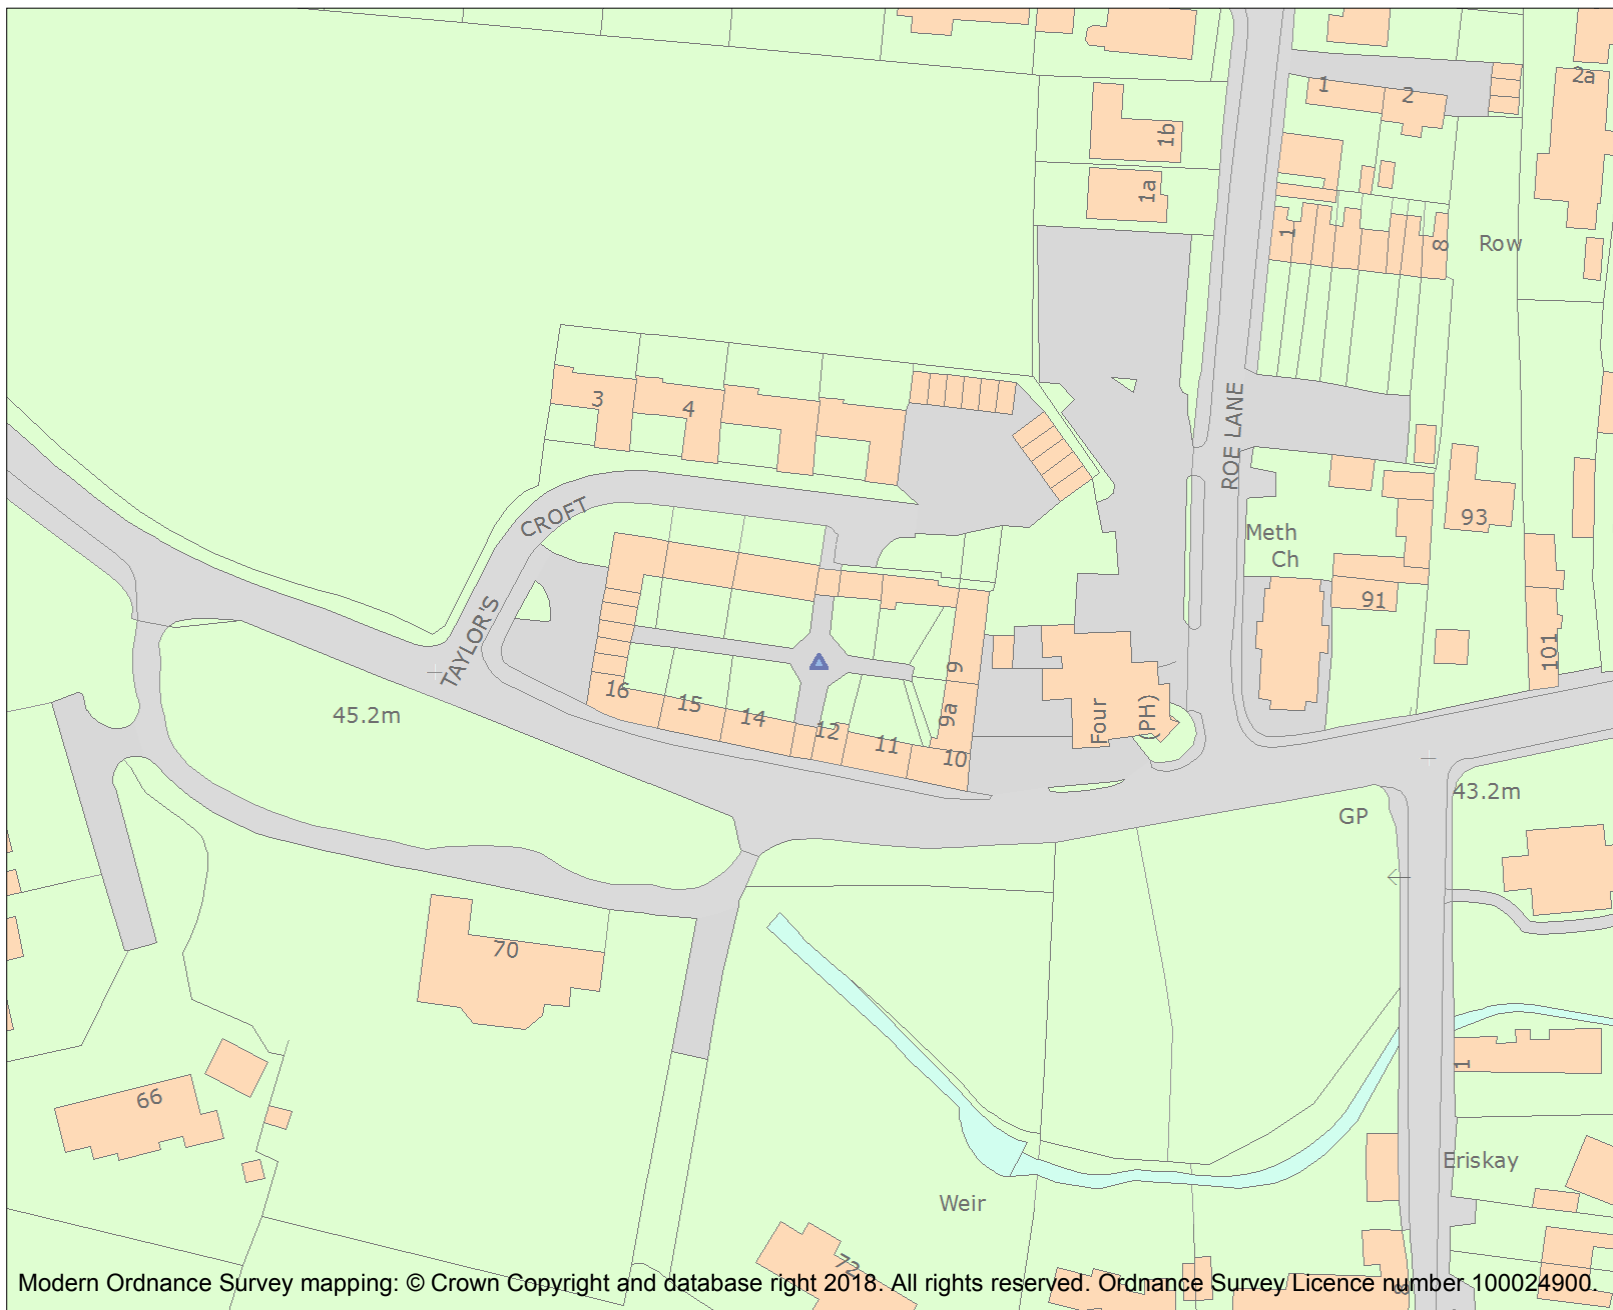 2a
1
2
1b
1a
1
8
Row
3
4
ROE LANE
CROFT
93
Meth
Ch
91
TAYLOR'S
101
9
16
15
14
12
9a
Four
(PH)
45.2m
11
10
43.2m
GP
70
1
66
Eriskay
Weir
72
8
Modern Ordnance Survey mapping: © Crown Copyright and database right 2018. All rights reserved. Ordnance Survey Licence number 100024900.